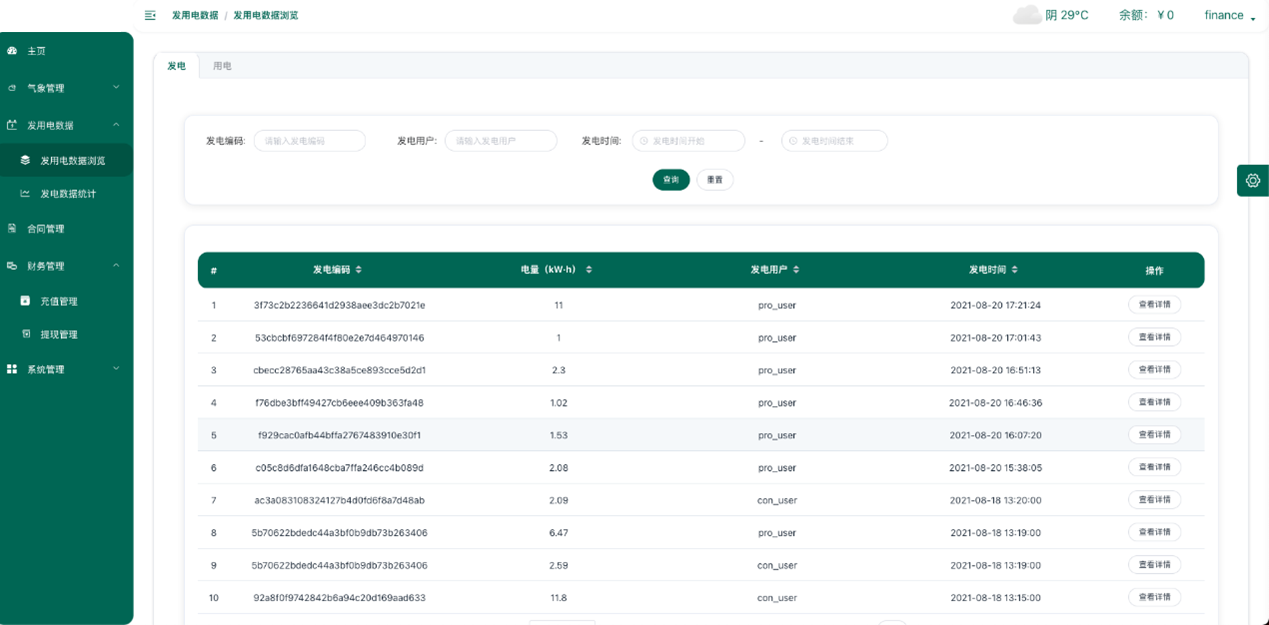 发用电数据 / 发用电数据浏览
阴 29°C 余额：￥0 finance
主页
气象管理
发用电数据
发用电数据浏览
发电数据统计
合同管理
财务管理
充值管理
提现管理
系统管理
发电 用电
发电编码: 请输入发电编码 发电用户: 请输入发电用户 发电时间: 发电时间开始 - 发电时间结束
查询 重置
# 发电编码 电量（kW·h） 发电用户 发电时间 操作
1 3f73c2b2236641d2938aee3dc2b7021e 11 pro_user 2021-08-20 17:21:24 查看详情
2 53cbcbf697284f4f80e2e7d464970146 1 pro_user 2021-08-20 17:01:43 查看详情
3 cbecc28765aa43c38a5ce893cce5d2d1 2.3 pro_user 2021-08-20 16:51:13 查看详情
4 f76dbe3bff49427cb6eee409b363fa48 1.02 pro_user 2021-08-20 16:46:36 查看详情
5 f929cac0afb44bffa2767483910e30f1 1.53 pro_user 2021-08-20 16:07:20 查看详情
6 c05c8d6dfa1648cba7ffa246cc4b089d 2.08 pro_user 2021-08-20 15:38:05 查看详情
7 ac3a083108324127b4d0fd6f8a7d48ab 2.09 con_user 2021-08-18 13:20:00 查看详情
8 5b70622bdedc44a3bf0b9db73b263406 6.47 pro_user 2021-08-18 13:19:00 查看详情
9 5b70622bdedc44a3bf0b9db73b263406 2.59 con_user 2021-08-18 13:19:00 查看详情
10 92a8f0f9742842b6a94c20d169aad633 11.8 con_user 2021-08-18 13:15:00 查看详情